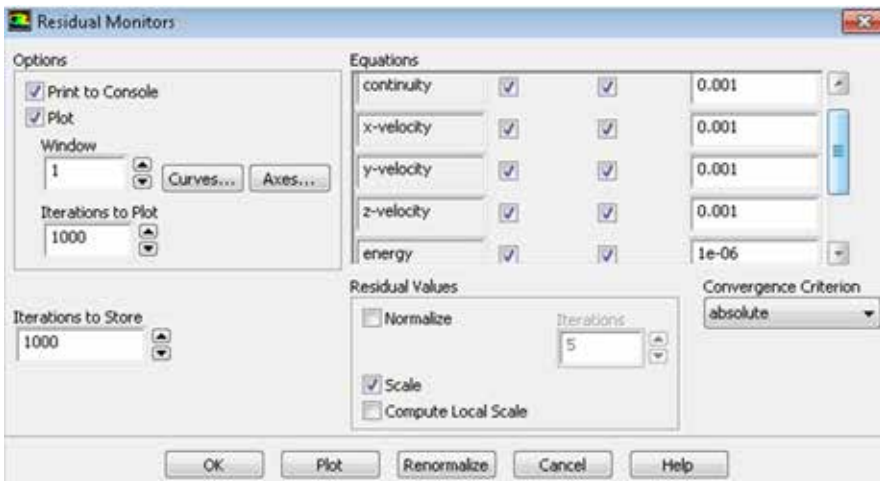 Residual Monitors
Options
Print to Console
Plot
Window
1
Curves... Axes...
Iterations to Plot
1000
Iterations to Store
1000
Equations
continuity 0.001
x-velocity 0.001
y-velocity 0.001
z-velocity 0.001
energy 1e-06
Residual Values
Normalize
Iterations
5
Scale
Compute Local Scale
Convergence Criterion
absolute
OK Plot Renormalize Cancel Help